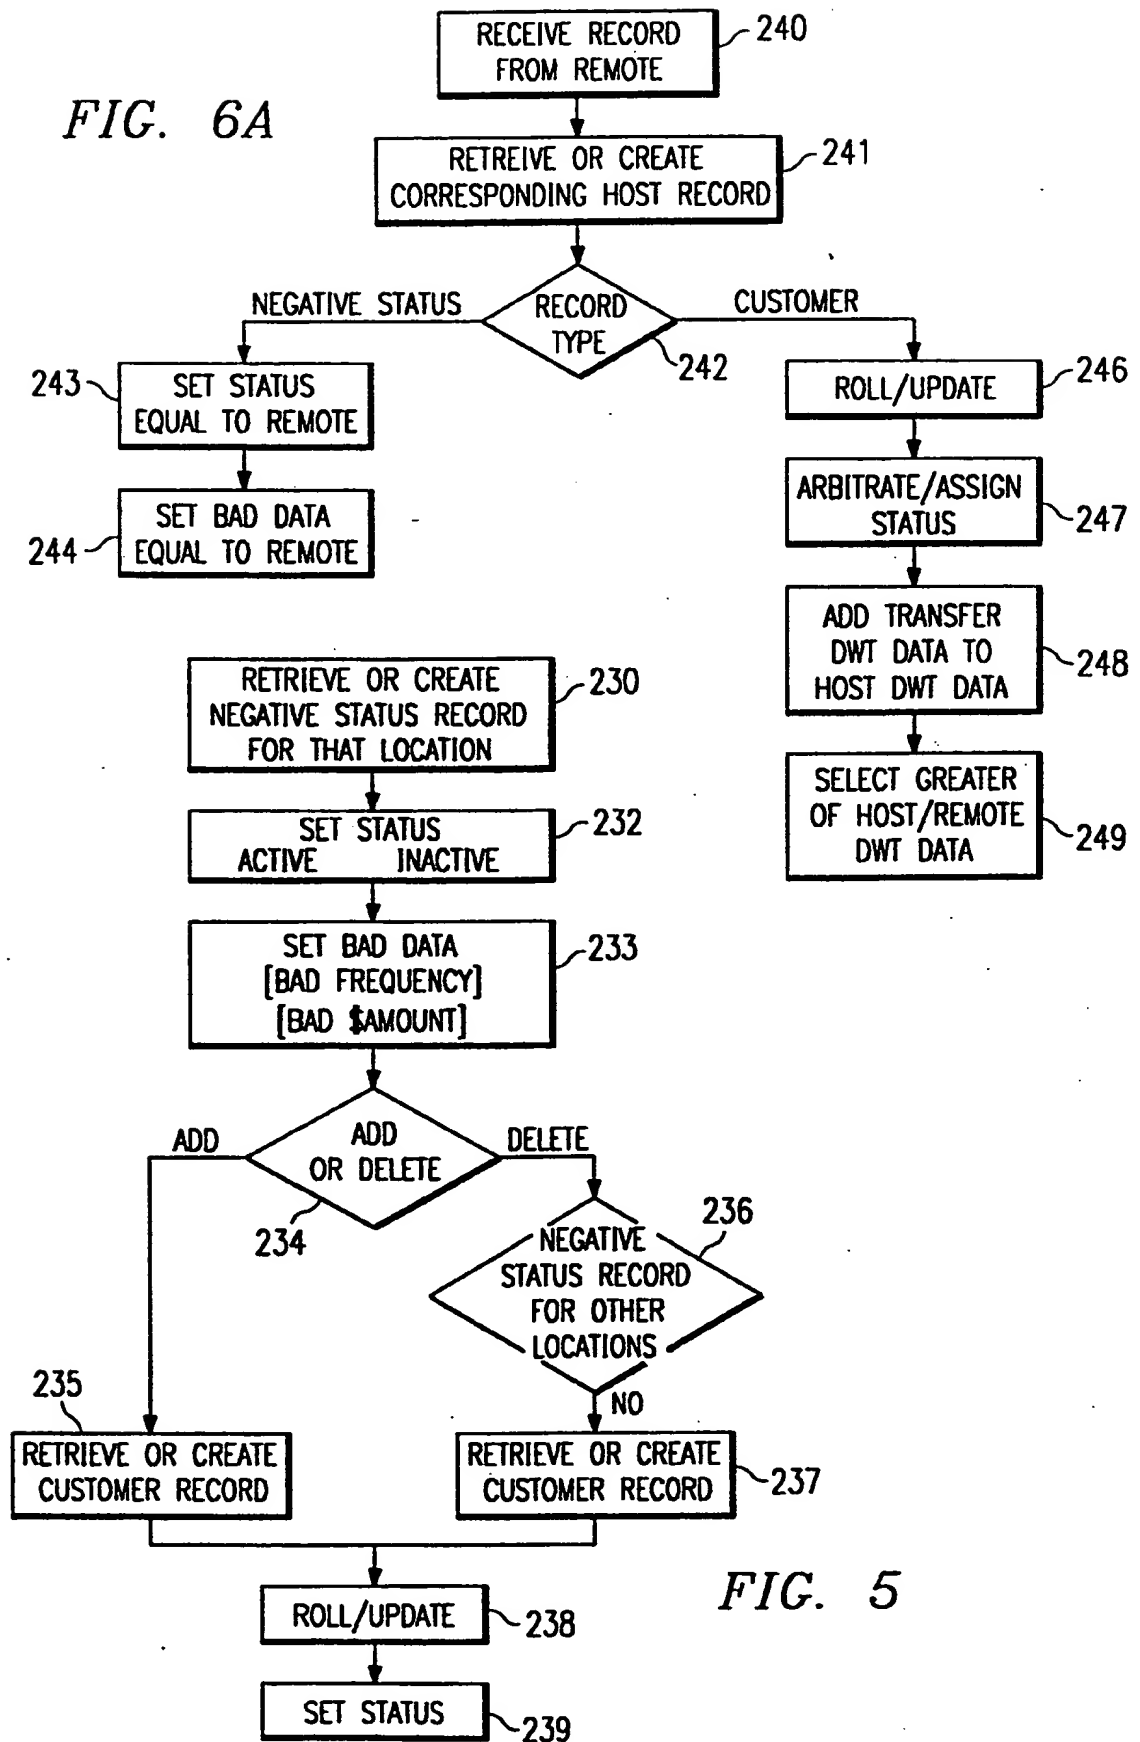 FIG. 6A
RECEIVE RECORD
FROM REMOTE
240
RETREIVE OR CREATE
CORRESPONDING HOST RECORD
241
RECORD
TYPE
242
NEGATIVE STATUS
CUSTOMER
243
SET STATUS
EQUAL TO REMOTE
244
SET BAD DATA
EQUAL TO REMOTE
ROLL/UPDATE
246
ARBITRATE/ASSIGN
STATUS
247
ADD TRANSFER
DWT DATA TO
HOST DWT DATA
248
SELECT GREATER
OF HOST/REMOTE
DWT DATA
249
RETRIEVE OR CREATE
NEGATIVE STATUS RECORD
FOR THAT LOCATION
230
SET STATUS
ACTIVE INACTIVE
232
SET BAD DATA
[BAD FREQUENCY]
[BAD $AMOUNT]
233
ADD
OR DELETE
234
ADD
DELETE
NEGATIVE
STATUS RECORD
FOR OTHER
LOCATIONS
236
NO
235
RETRIEVE OR CREATE
CUSTOMER RECORD
RETRIEVE OR CREATE
CUSTOMER RECORD
237
ROLL/UPDATE
238
SET STATUS
239
FIG. 5